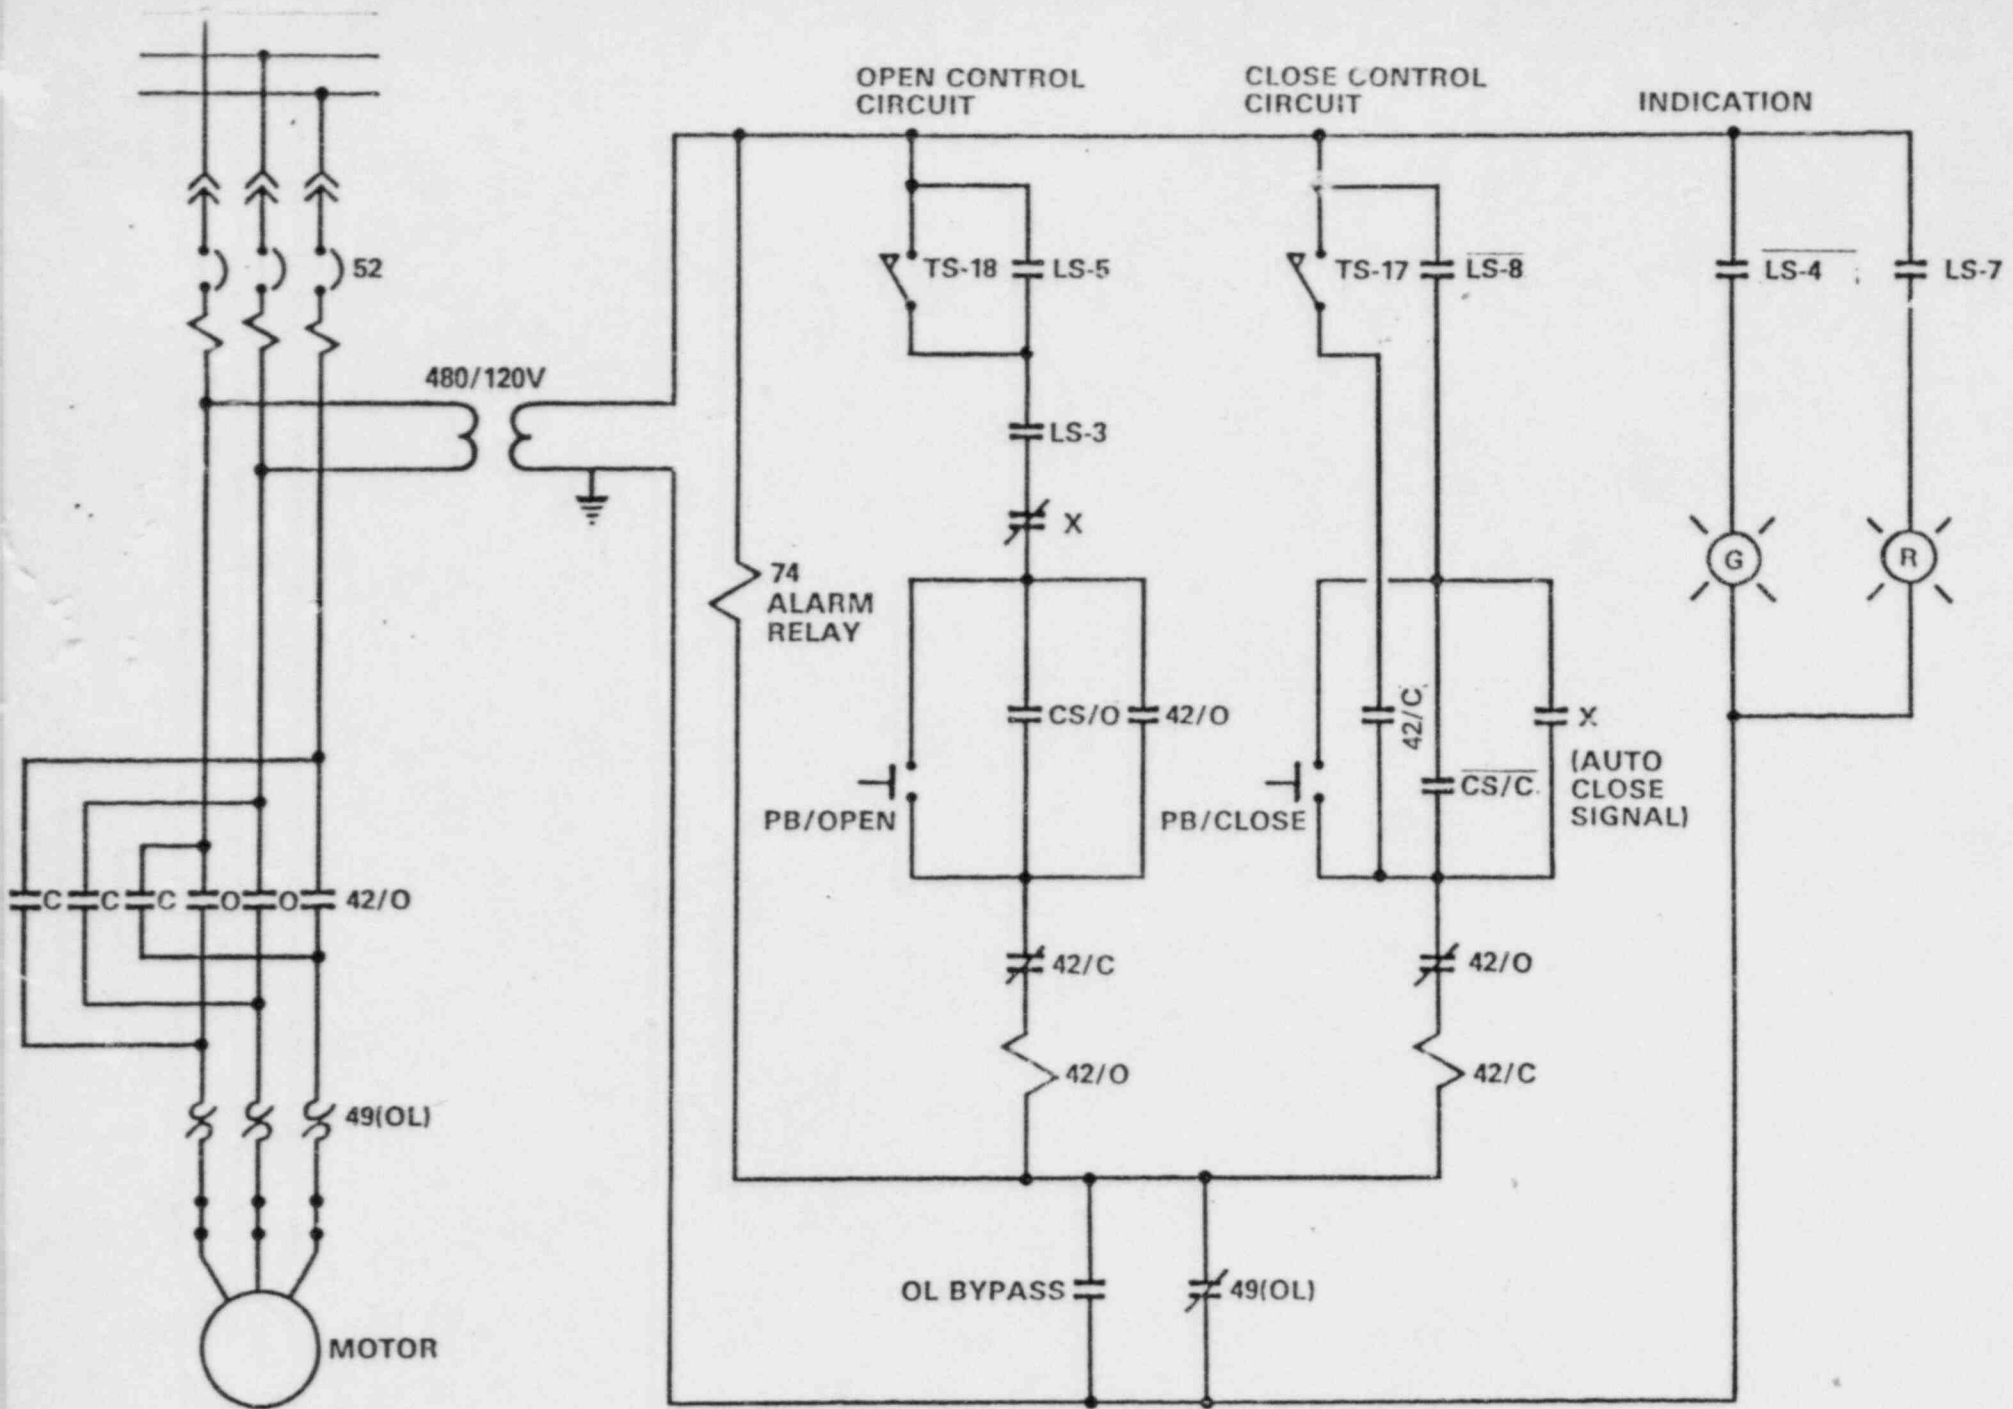 OPEN CONTROL
CIRCUIT
CLOSE CONTROL
CIRCUIT
INDICATION
52
TS-18
LS-5
TS-17
LS-8
LS-4
LS-7
480/120V
LS-3
X
74
ALARM
RELAY
G
R
CS/O
42/O
42/C
X
(AUTO
CLOSE
SIGNAL)
CS/C
PB/OPEN
PB/CLOSE
C
C
C
O
O
42/O
42/C
42/O
42/O
42/C
49(OL)
OL BYPASS
49(OL)
MOTOR